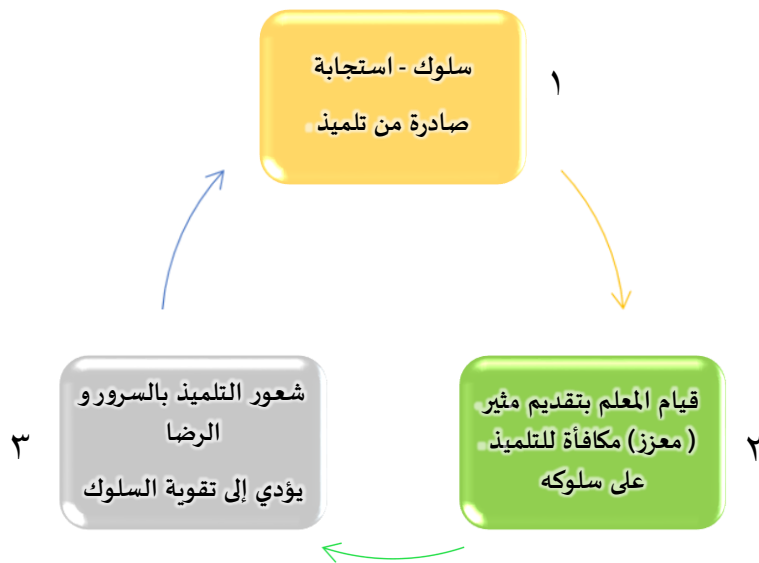 سلوك - استجابة
صادرة من تلميذ.
١
قيام المعلم بتقديم مثير.
(معزز) مكافأة للتلميذ.
على سلوكه
٢
شعور التلميذ بالسرور و
الرضا
يؤدي إلى تقوية السلوك
٣